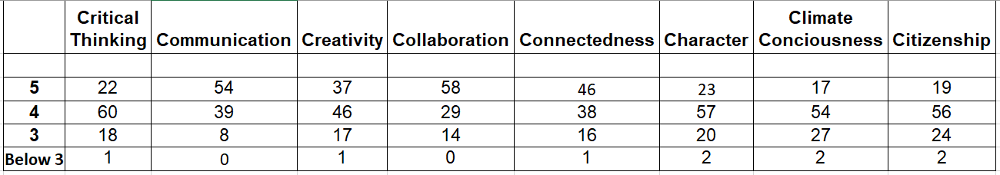 Critical Climate
Thinking Communication Creativity Collaboration Connectedness Character Conciousness Citizenship
5 22 54 37 58 46 23 17 19
4 60 39 46 29 38 57 54 56
3 18 8 17 14 16 20 27 24
Below 3 1 0 1 0 1 2 2 2